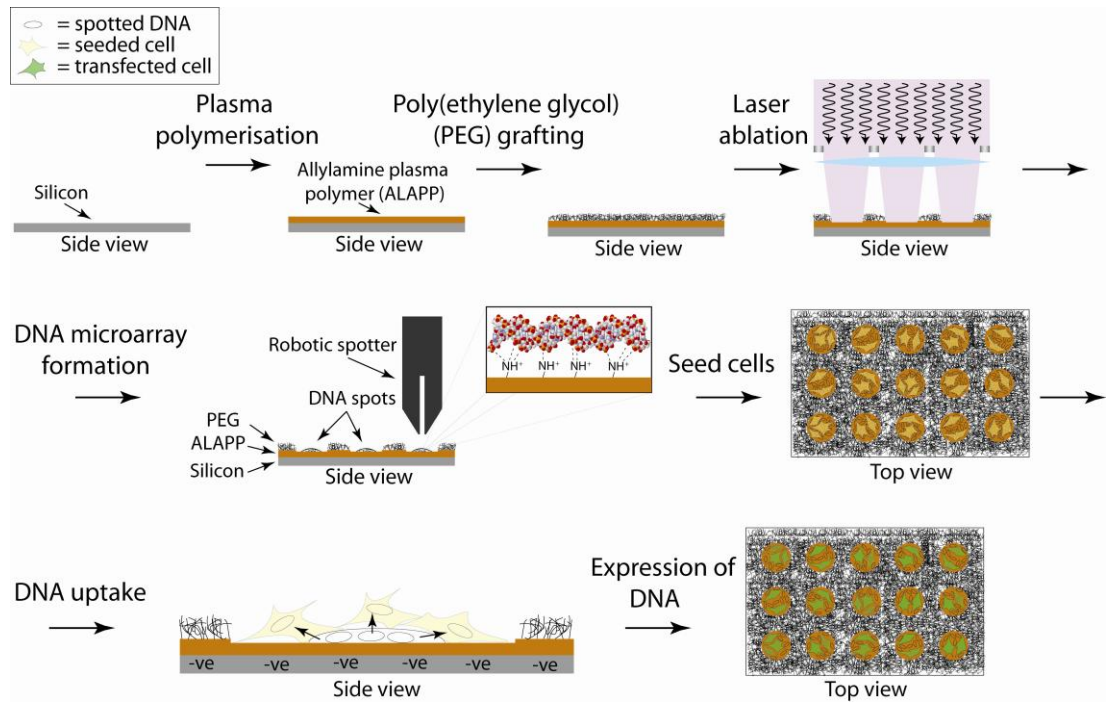 = spotted DNA
= seeded cell
= transfected cell
Plasma
polymerisation
Poly(ethylene glycol)
(PEG) grafting
Laser
ablation
Silicon
Side view
Allylamine plasma
polymer (ALAPP)
Side view
Side view
Side view
DNA microarray
formation
Robotic spotter
DNA spots
PEG
ALAPP
Silicon
Side view
NH⁺ NH⁺ NH⁺ NH⁺
Seed cells
Top view
DNA uptake
-ve -ve -ve -ve -ve -ve
Side view
Expression of
DNA
Top view